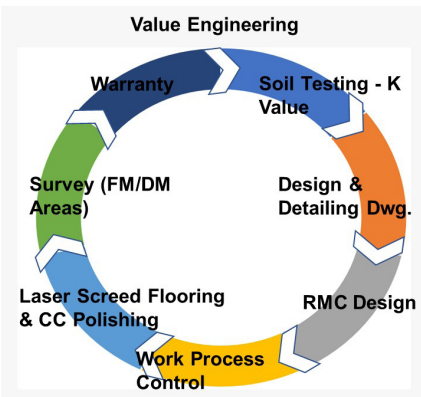 Value Engineering
Warranty
Soil Testing - K
Value
Survey (FM/DM
Areas)
Design &
Detailing Dwg.
Laser Screed Flooring
& CC Polishing
RMC Design
Work Process
Control